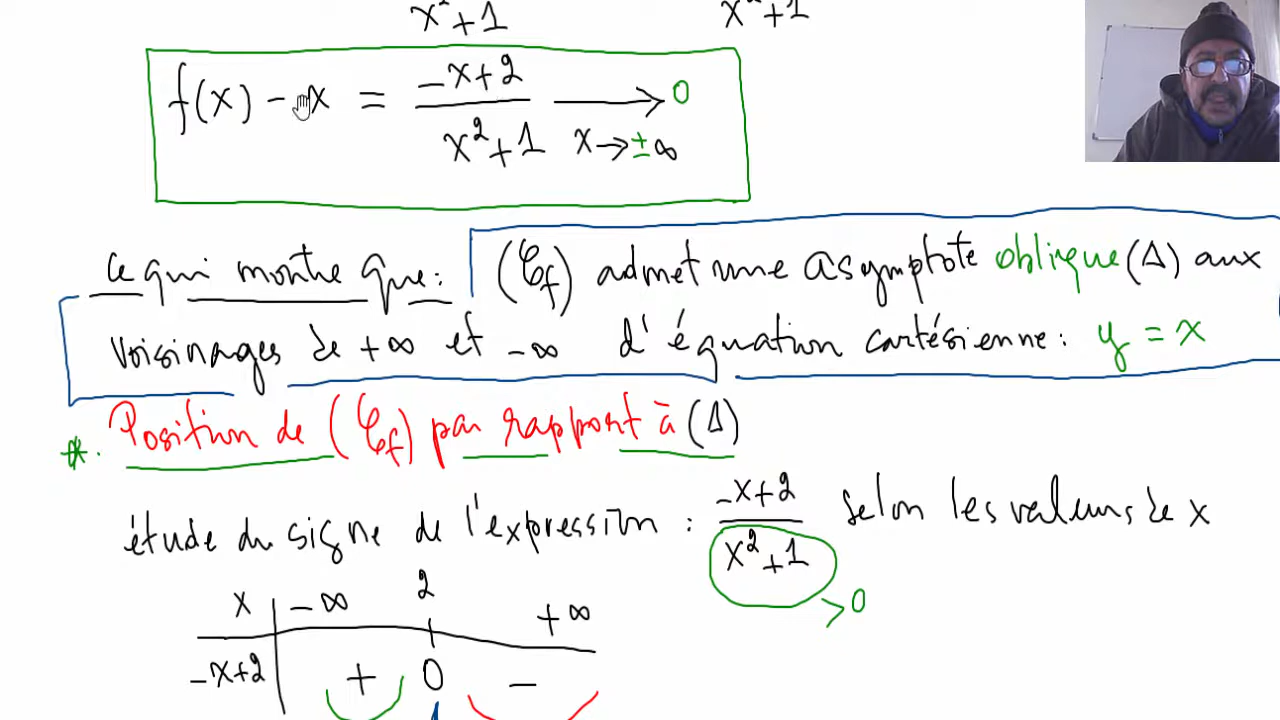 x²+1 x²+1
f(x) - x = -x+2 / x²+1 ⟶ 0
x→±∞
Ce qui montre que: (𝒞f) admet une asymptote oblique (Δ) aux
voisinages de +∞ et -∞ d'équation cartésienne: y = x
*. Position de (𝒞f) par rapport à (Δ)
étude du signe de l'expression : -x+2 / x²+1 selon les valeurs de x
>0
x -∞ 2 +∞
-x+2 + 0 -